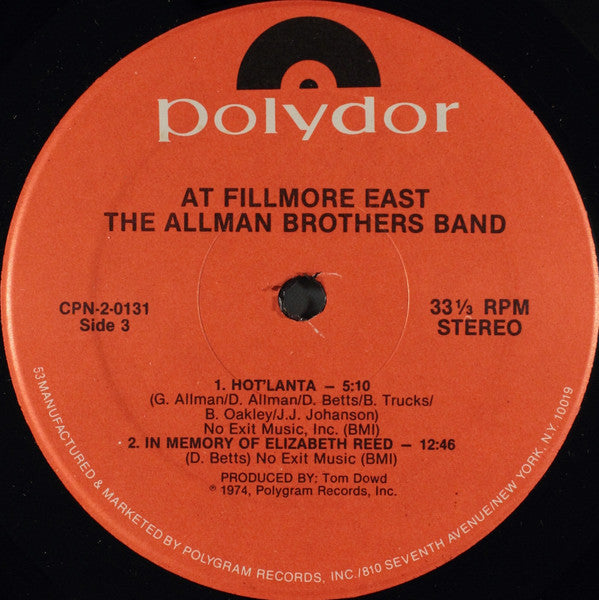 polydor
AT FILLMORE EAST
THE ALLMAN BROTHERS BAND
CPN-2-0131
Side 3
33 1/3 RPM
STEREO
1. HOT'LANTA — 5:10
(G. Allman/D. Allman/D. Betts/B. Trucks/
B. Oakley/J.J. Johanson)
No Exit Music, Inc. (BMI)
2. IN MEMORY OF ELIZABETH REED — 12:46
(D. Betts) No Exit Music (BMI)
PRODUCED BY: Tom Dowd
℗ 1974, Polygram Records, Inc.
53 MANUFACTURED & MARKETED BY POLYGRAM RECORDS, INC./810 SEVENTH AVENUE/NEW YORK, N.Y. 10019